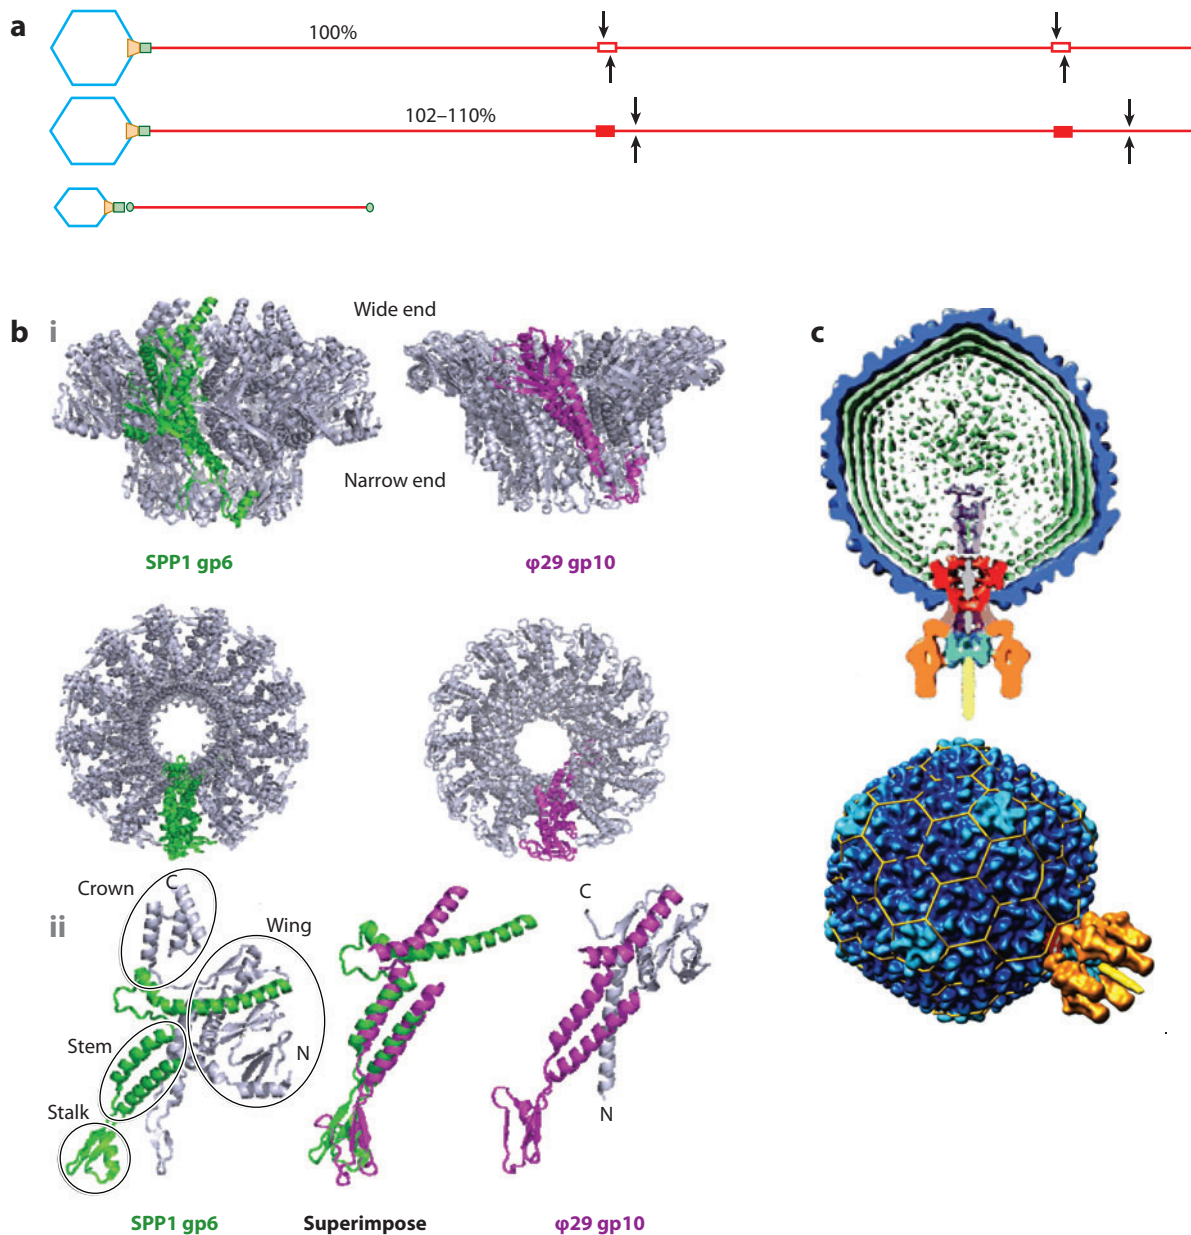 a
100%
102–110%
b i
Wide end
Narrow end
SPP1 gp6
φ29 gp10
c
ii
Crown
C
Wing
Stem
N
Stalk
C
N
SPP1 gp6
Superimpose
φ29 gp10